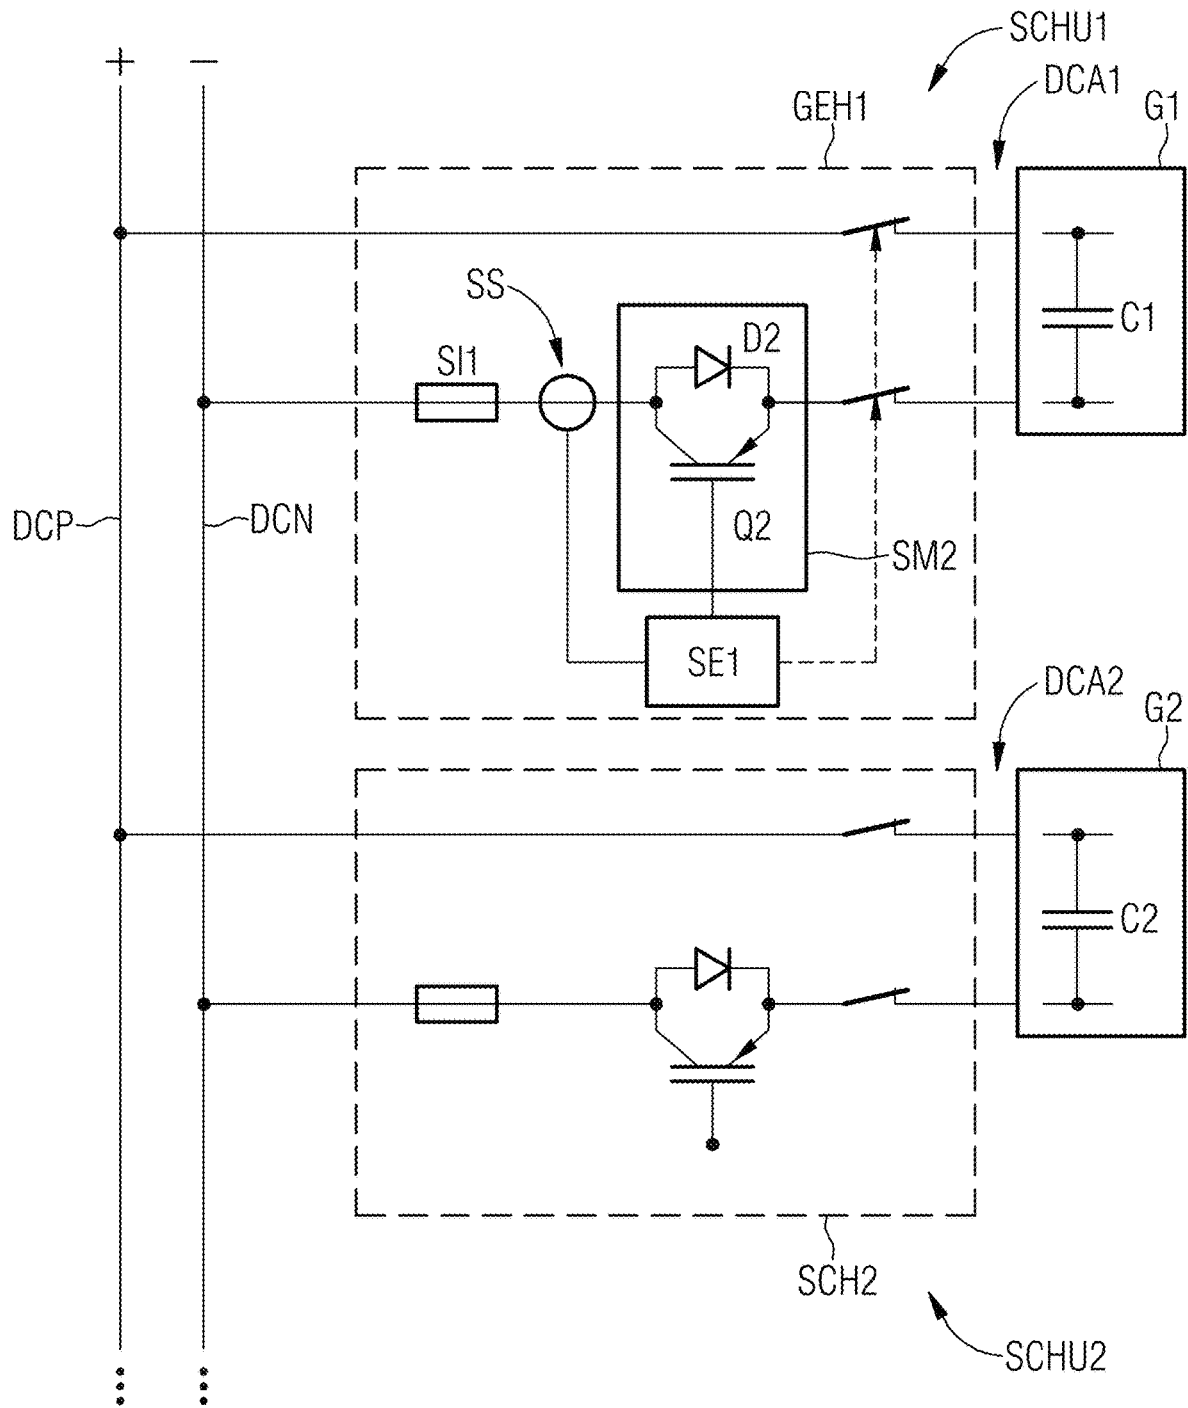 SCHU1
+ −
DCA1
GEH1
G1
SS
D2
C1
SI1
DCP
DCN
Q2
SM2
SE1
DCA2
G2
C2
SCH2
SCHU2